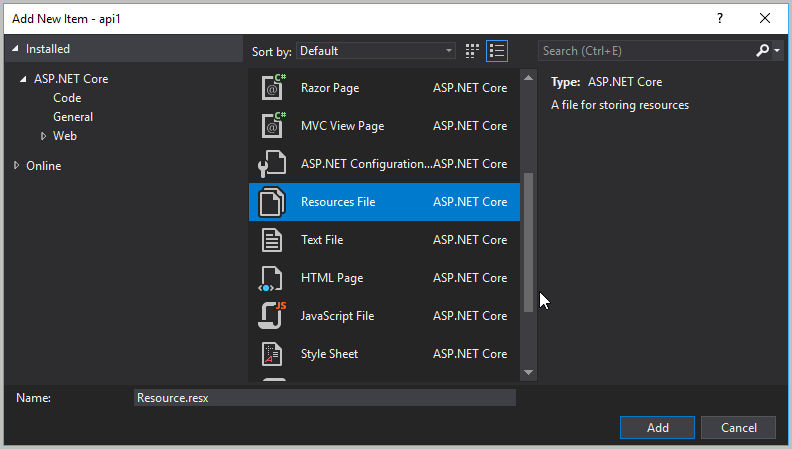 Add New Item - api1
?
Installed
Sort by: Default
Search (Ctrl+E)
ASP.NET Core
Code
General
Web
Online
C#
Razor Page ASP.NET Core
C#
MVC View Page ASP.NET Core
ASP.NET Configuration...ASP.NET Core
Resources File ASP.NET Core
Text File ASP.NET Core
HTML Page ASP.NET Core
JS
JavaScript File ASP.NET Core
Style Sheet ASP.NET Core
Type: ASP.NET Core
A file for storing resources
Name: Resource.resx
Add Cancel